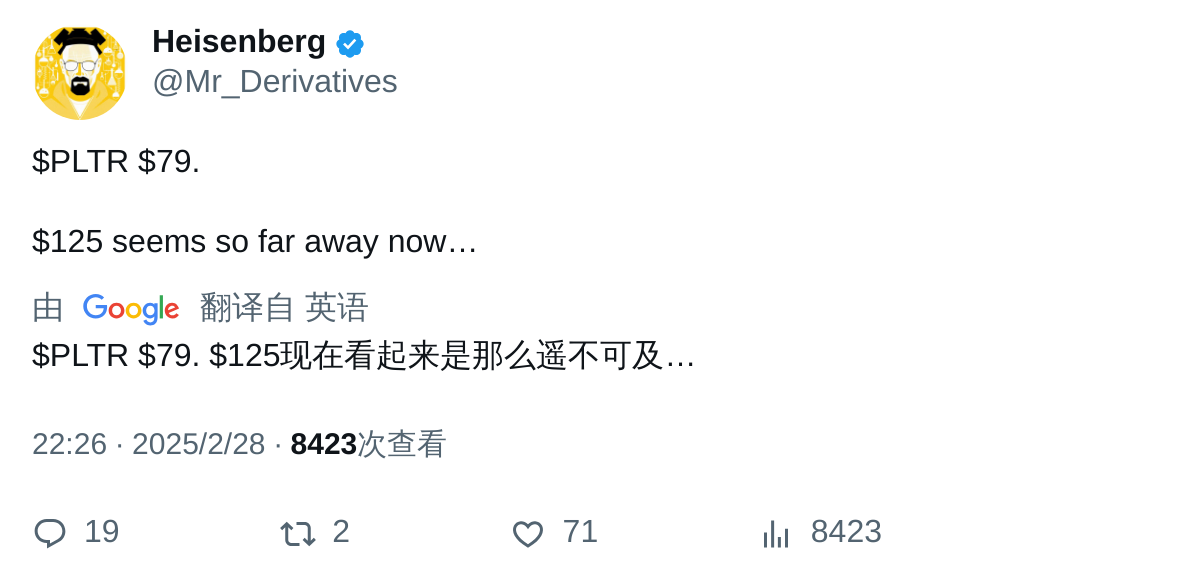 Heisenberg
@Mr_Derivatives
$PLTR $79.
$125 seems so far away now…
由 Google 翻译自 英语
$PLTR $79. $125现在看起来是那么遥不可及…
22:26 · 2025/2/28 · 8423次查看
19 2 71 8423